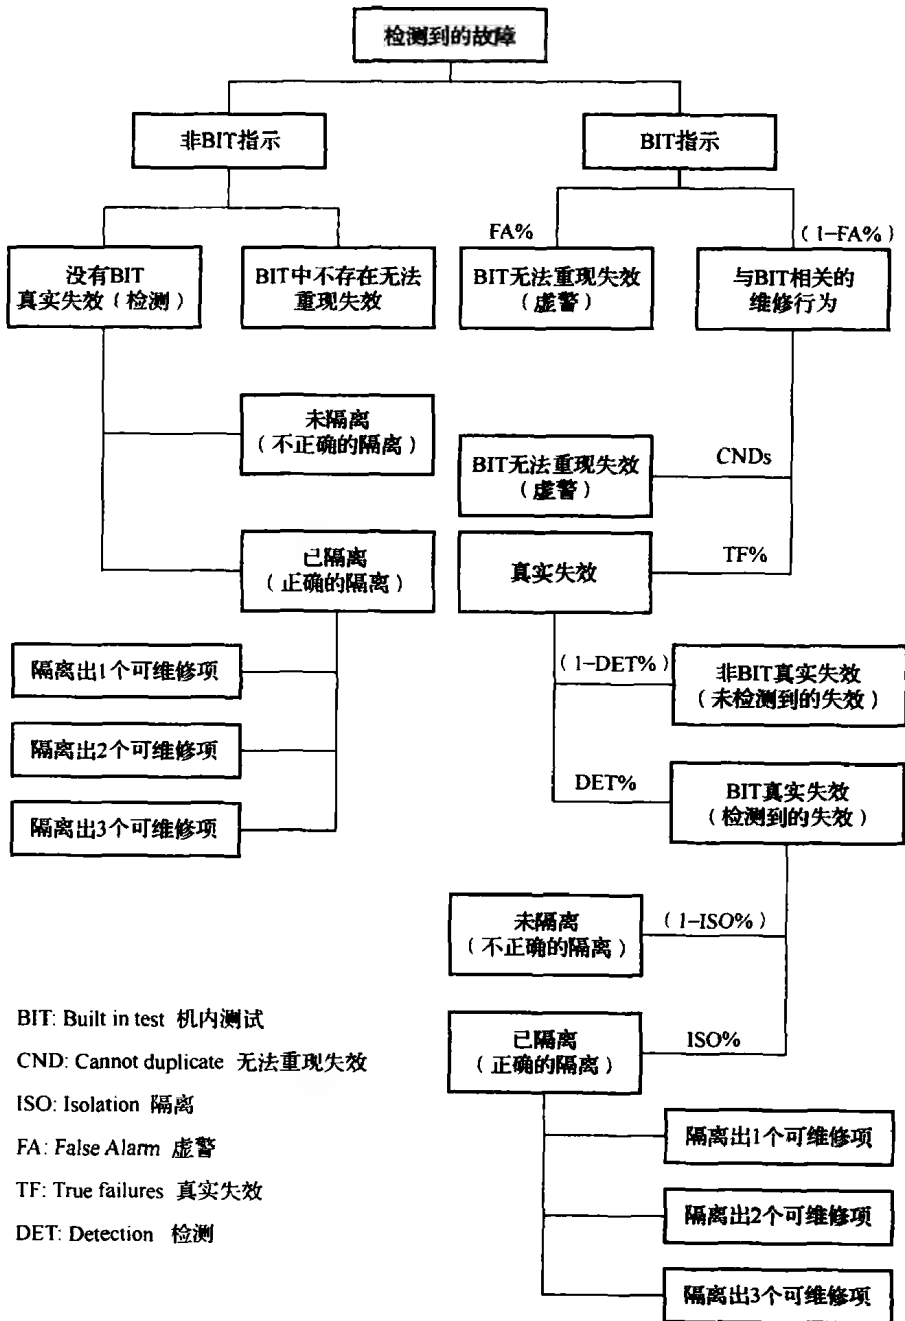 检测到的故障
非BIT指示
BIT指示
FA%
(1-FA%)
没有BIT
真实失效(检测)
BIT中不存在无法
重现失效
BIT无法重现失效
(虚警)
与BIT相关的
维修行为
未隔离
(不正确的隔离)
BIT无法重现失效
(虚警)
CNDs
已隔离
(正确的隔离)
真实失效
TF%
隔离出1个可维修项
隔离出2个可维修项
隔离出3个可维修项
(1-DET%)
非BIT真实失效
(未检测到的失效)
DET%
BIT真实失效
(检测到的失效)
未隔离
(不正确的隔离)
(1-ISO%)
已隔离
(正确的隔离)
ISO%
隔离出1个可维修项
隔离出2个可维修项
隔离出3个可维修项
BIT: Built in test 机内测试
CND: Cannot duplicate 无法重现失效
ISO: Isolation 隔离
FA: False Alarm 虚警
TF: True failures 真实失效
DET: Detection 检测